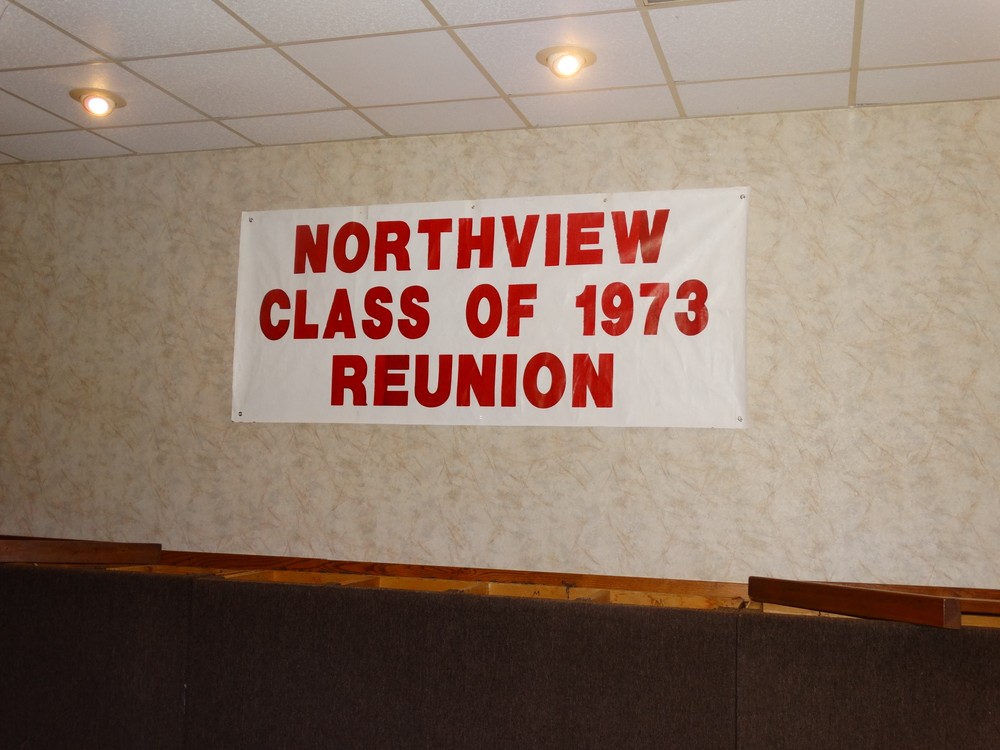 NORTHVIEW
CLASS OF 1973
REUNION